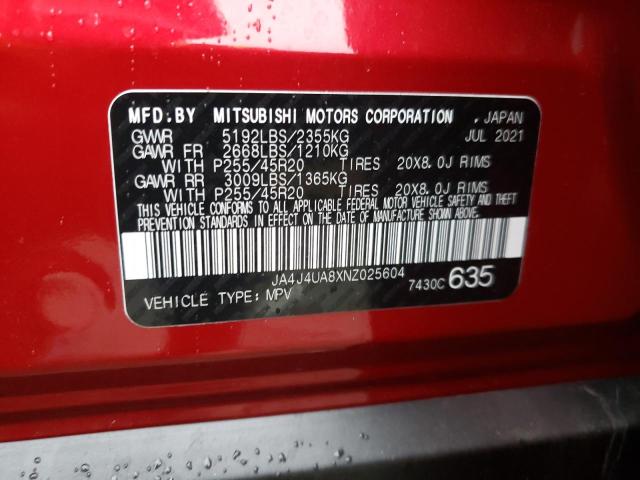 MFD.BY MITSUBISHI MOTORS CORPORATION , JAPAN
GVWR 5192LBS/2355KG JUL 2021
GAWR FR 2668LBS/1210KG
WITH P255/45R20 TIRES 20X8.0J RIMS
GAWR RR 3009LBS/1365KG
WITH P255/45R20 TIRES 20X8.0J RIMS
THIS VEHICLE CONFORMS TO ALL APPLICABLE FEDERAL MOTOR VEHICLE SAFETY AND THEFT
PREVENTION STANDARDS IN EFFECT ON THE DATE OF MANUFACTURE SHOWN ABOVE.
JA4J4UA8XNZ025604
VEHICLE TYPE: MPV 7430C 635